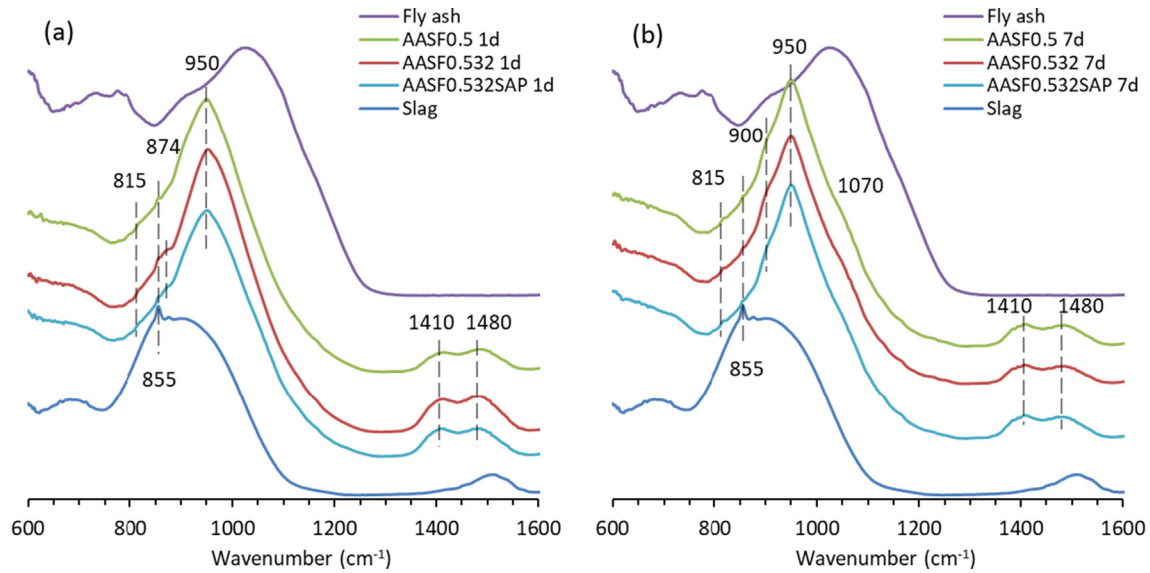 (a)
Fly ash
AASF0.5 1d
AASF0.532 1d
AASF0.532SAP 1d
Slag
950
874
815
855
1410 1480
600 800 1000 1200 1400 1600
Wavenumber (cm⁻¹)
(b)
Fly ash
AASF0.5 7d
AASF0.532 7d
AASF0.532SAP 7d
Slag
950
900
815
1070
855
1410 1480
600 800 1000 1200 1400 1600
Wavenumber (cm⁻¹)